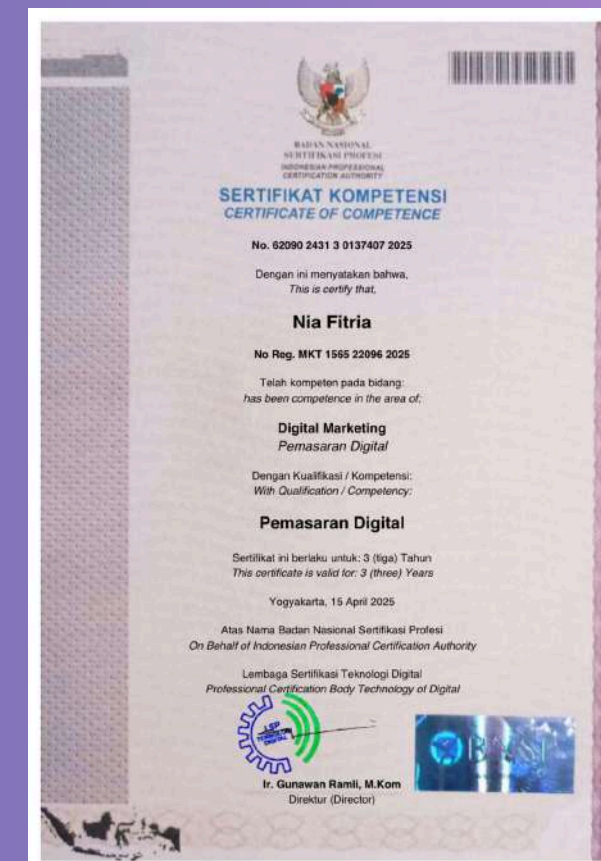 BADAN NASIONAL
SERTIFIKASI PROFESI
INDONESIAN PROFESSIONAL
CERTIFICATION AUTHORITY
SERTIFIKAT KOMPETENSI
CERTIFICATE OF COMPETENCE
No. 62090 2431 3 0137407 2025
Dengan ini menyatakan bahwa,
This is certify that,
Nia Fitria
No Reg. MKT 1565 22096 2025
Telah kompeten pada bidang:
has been competence in the area of;
Digital Marketing
Pemasaran Digital
Dengan Kualifikasi / Kompetensi:
With Qualification / Competency:
Pemasaran Digital
Sertifikat ini berlaku untuk: 3 (tiga) Tahun
This certificate is valid for: 3 (three) Years
Yogyakarta, 15 April 2025
Atas Nama Badan Nasional Sertifikasi Profesi
On Behalf of Indonesian Professional Certification Authority
Lembaga Sertifikasi Teknologi Digital
Professional Certification Body Technology of Digital
LSP
DIGITAL
Ir. Gunawan Ramli, M.Kom
Direktur (Director)